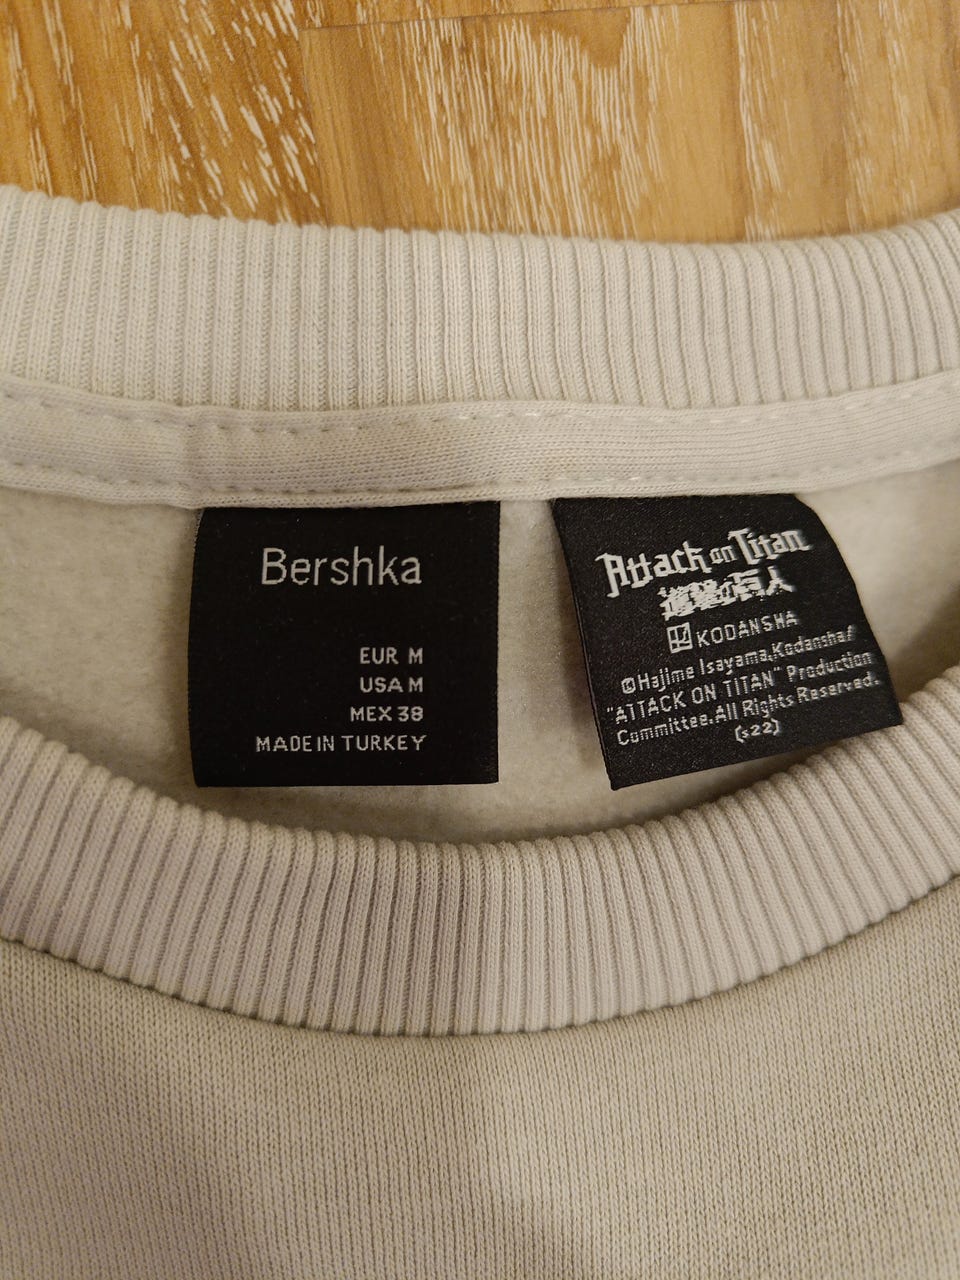 Bershka
EUR M
USA M
MEX 38
MADE IN TURKEY
Attack on Titan
進撃の巨人
KODANSHA
©Hajime Isayama,Kodansha/
"ATTACK ON TITAN" Production
Committee.All Rights Reserved.
(s22)